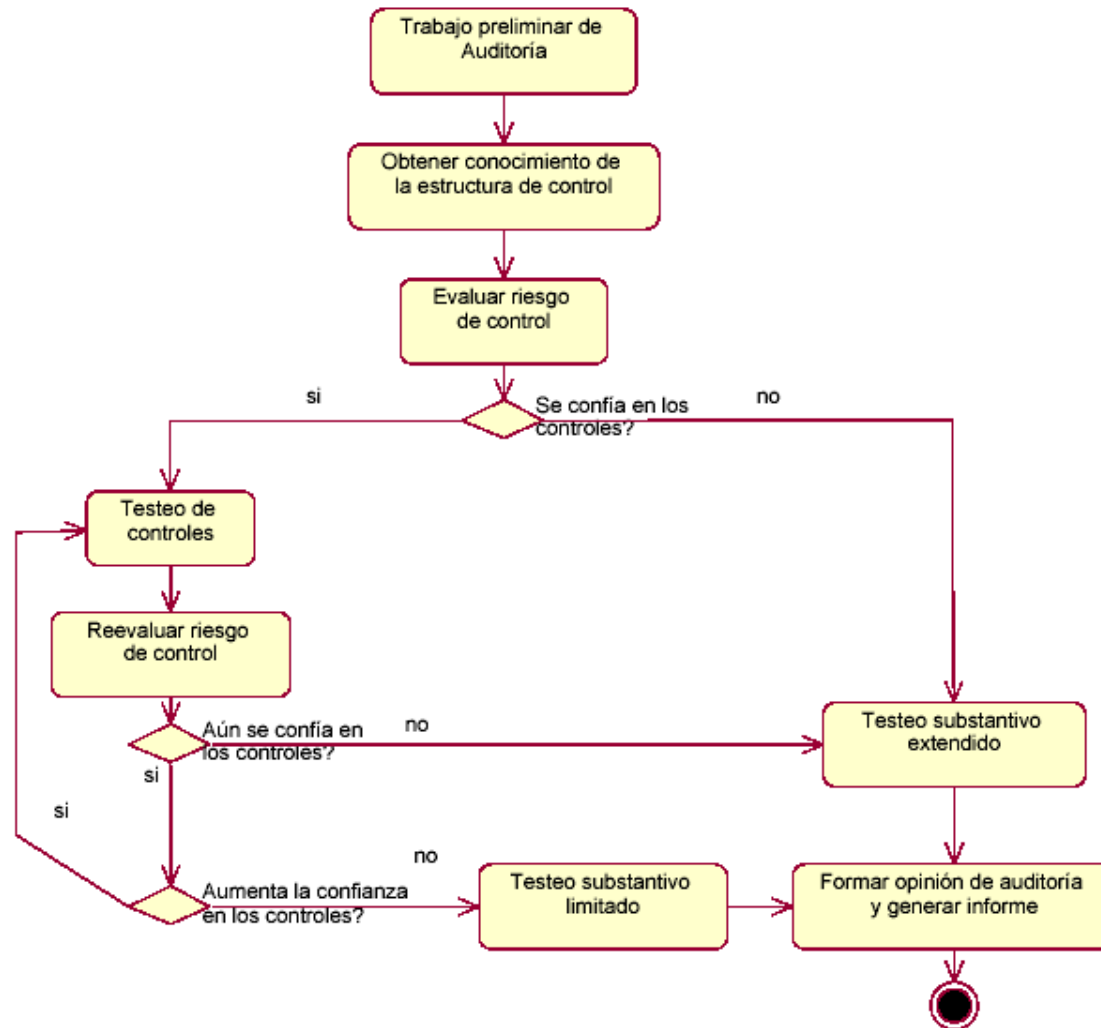 Trabajo preliminar de
Auditoría
Obtener conocimiento de
la estructura de control
Evaluar riesgo
de control
si
Se confía en los
controles?
no
Testeo de
controles
Reevaluar riesgo
de control
Aún se confía en
los controles?
no
si
si
Testeo substantivo
extendido
Aumenta la confianza
en los controles?
no
Testeo substantivo
limitado
Formar opinión de auditoría
y generar informe